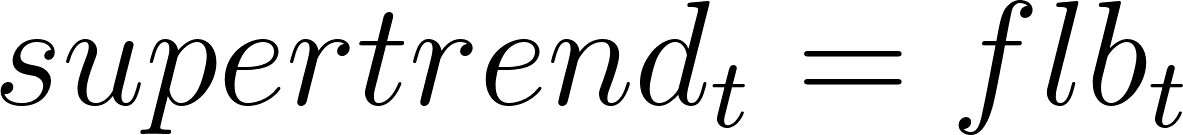 supertrend_t = flb_t